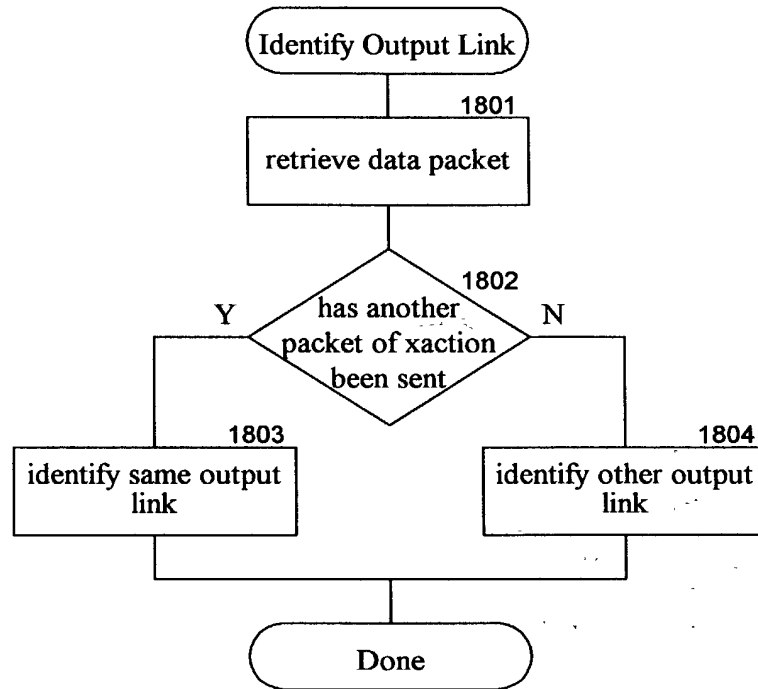 Identify Output Link
1801
retrieve data packet
1802
Y
N
has another
packet of xaction
been sent
1803
1804
identify same output
link
identify other output
link
Done